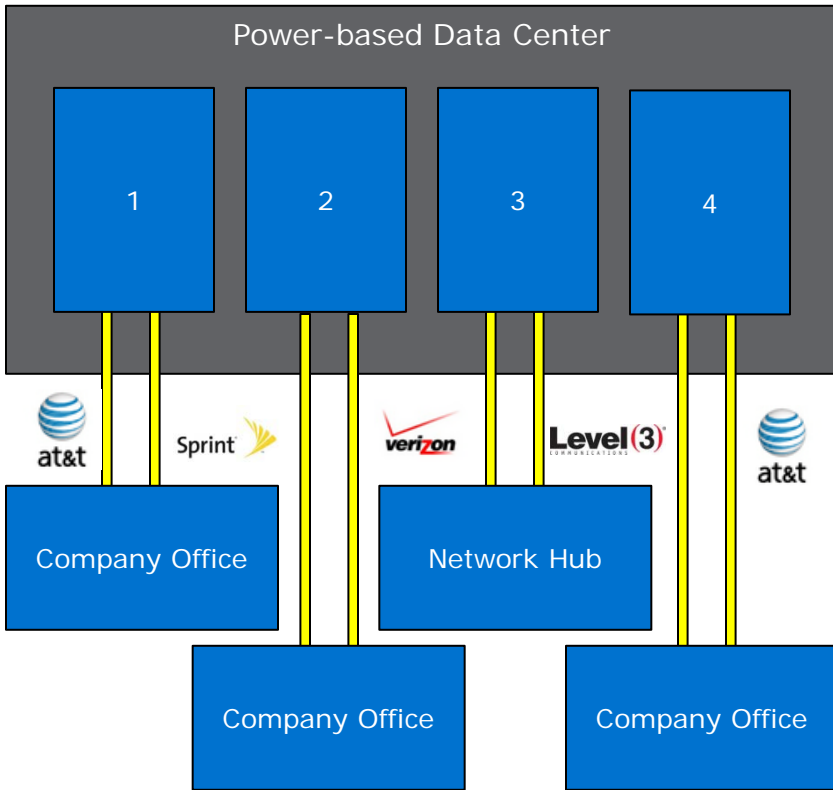 Power-based Data Center
1
2
3
4
at&t
Sprint
verizon
Level(3)
COMMUNICATIONS
at&t
Company Office
Network Hub
Company Office
Company Office